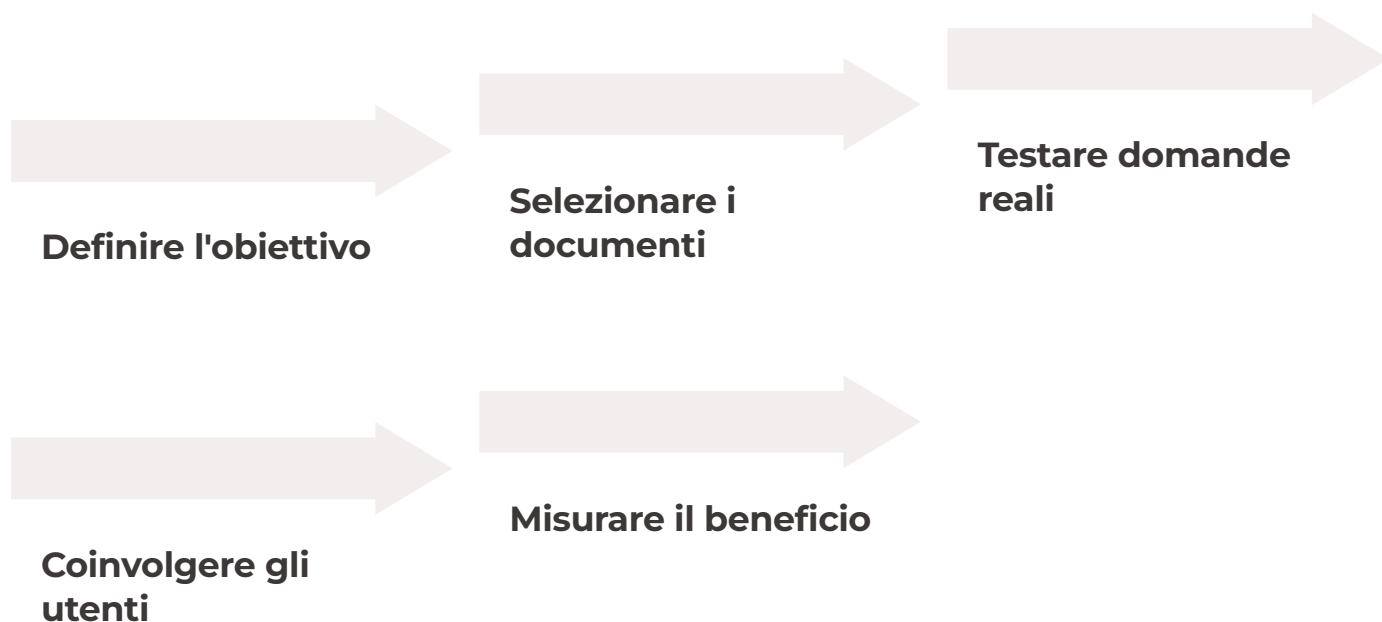 Definire l'obiettivo
Selezionare i
documenti
Testare domande
reali
Coinvolgere gli
utenti
Misurare il beneficio